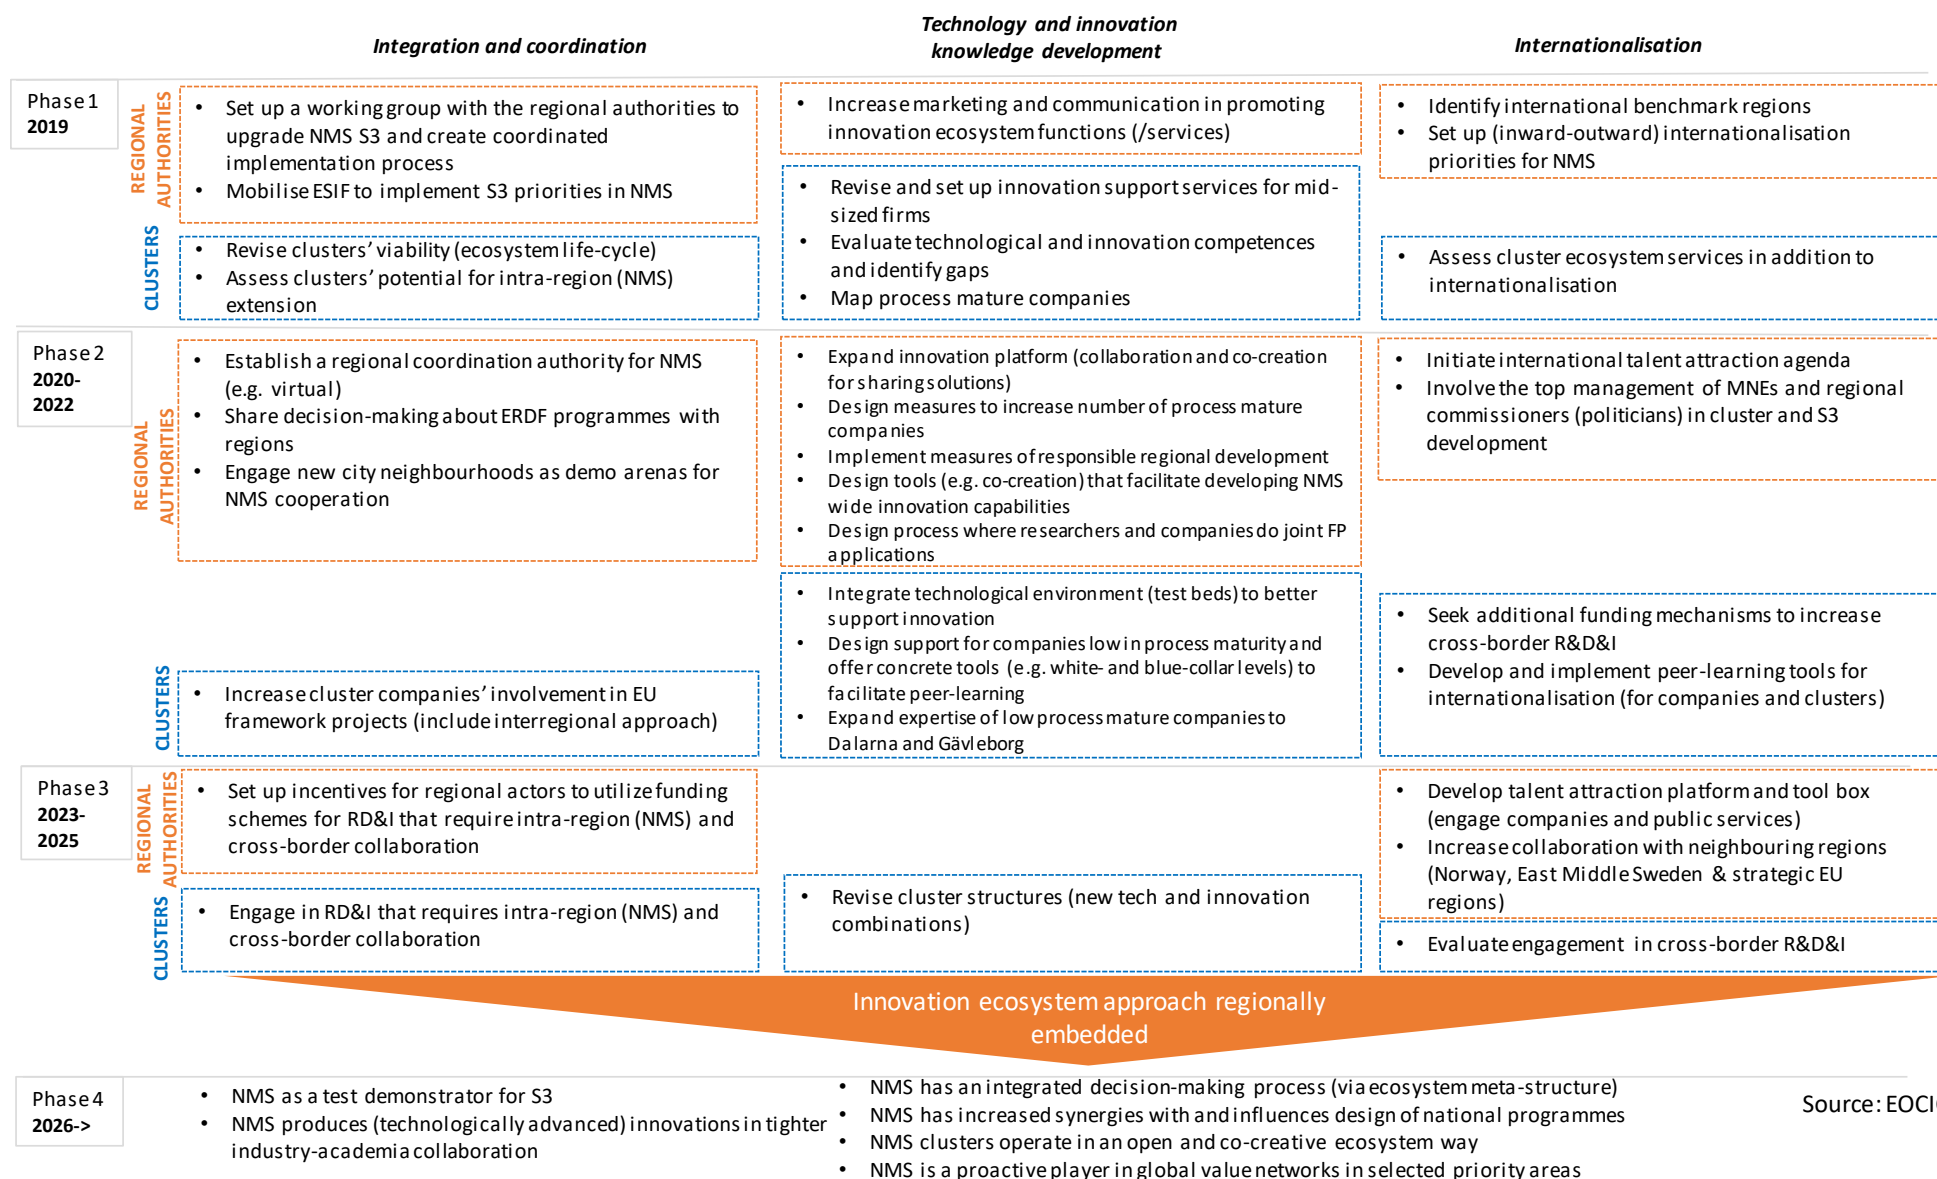 Integration and coordination
Technology and innovation
knowledge development
Internationalisation
Phase 1
2019
REGIONAL
AUTHORITIES
• Set up a working group with the regional authorities to
upgrade NMS S3 and create coordinated
implementation process
• Mobilise ESIF to implement S3 priorities in NMS
• Increase marketing and communication in promoting
innovation ecosystem functions (/services)
• Identify international benchmark regions
• Set up (inward-outward) internationalisation
priorities for NMS
CLUSTERS
• Revise clusters' viability (ecosystem life-cycle)
• Assess clusters' potential for intra-region (NMS)
extension
• Revise and set up innovation support services for mid-
sized firms
• Evaluate technological and innovation competences
and identify gaps
• Map process mature companies
• Assess cluster ecosystem services in addition to
internationalisation
Phase 2
2020-
2022
REGIONAL
AUTHORITIES
• Establish a regional coordination authority for NMS
(e.g. virtual)
• Share decision-making about ERDF programmes with
regions
• Engage new city neighbourhoods as demo arenas for
NMS cooperation
• Expand innovation platform (collaboration and co-creation
for sharing solutions)
• Design measures to increase number of process mature
companies
• Implement measures of responsible regional development
• Design tools (e.g. co-creation) that facilitate developing NMS
wide innovation capabilities
• Design process where researchers and companies do joint FP
applications
• Initiate international talent attraction agenda
• Involve the top management of MNEs and regional
commissioners (politicians) in cluster and S3
development
CLUSTERS
• Increase cluster companies' involvement in EU
framework projects (include interregional approach)
• Integrate technological environment (test beds) to better
support innovation
• Design support for companies low in process maturity and
offer concrete tools (e.g. white- and blue-collar levels) to
facilitate peer-learning
• Expand expertise of low process mature companies to
Dalarna and Gävleborg
• Seek additional funding mechanisms to increase
cross-border R&D&I
• Develop and implement peer-learning tools for
internationalisation (for companies and clusters)
Phase 3
2023-
2025
REGIONAL
AUTHORITIES
• Set up incentives for regional actors to utilize funding
schemes for RD&I that require intra-region (NMS) and
cross-border collaboration
• Develop talent attraction platform and tool box
(engage companies and public services)
• Increase collaboration with neighbouring regions
(Norway, East Middle Sweden & strategic EU
regions)
CLUSTERS
• Engage in RD&I that requires intra-region (NMS) and
cross-border collaboration
• Revise cluster structures (new tech and innovation
combinations)
• Evaluate engagement in cross-border R&D&I
Innovation ecosystem approach regionally
embedded
Phase 4
2026->
• NMS as a test demonstrator for S3
• NMS produces (technologically advanced) innovations in tighter
industry-academia collaboration
• NMS has an integrated decision-making process (via ecosystem meta-structure)
• NMS has increased synergies with and influences design of national programmes
• NMS clusters operate in an open and co-creative ecosystem way
• NMS is a proactive player in global value networks in selected priority areas
Source: